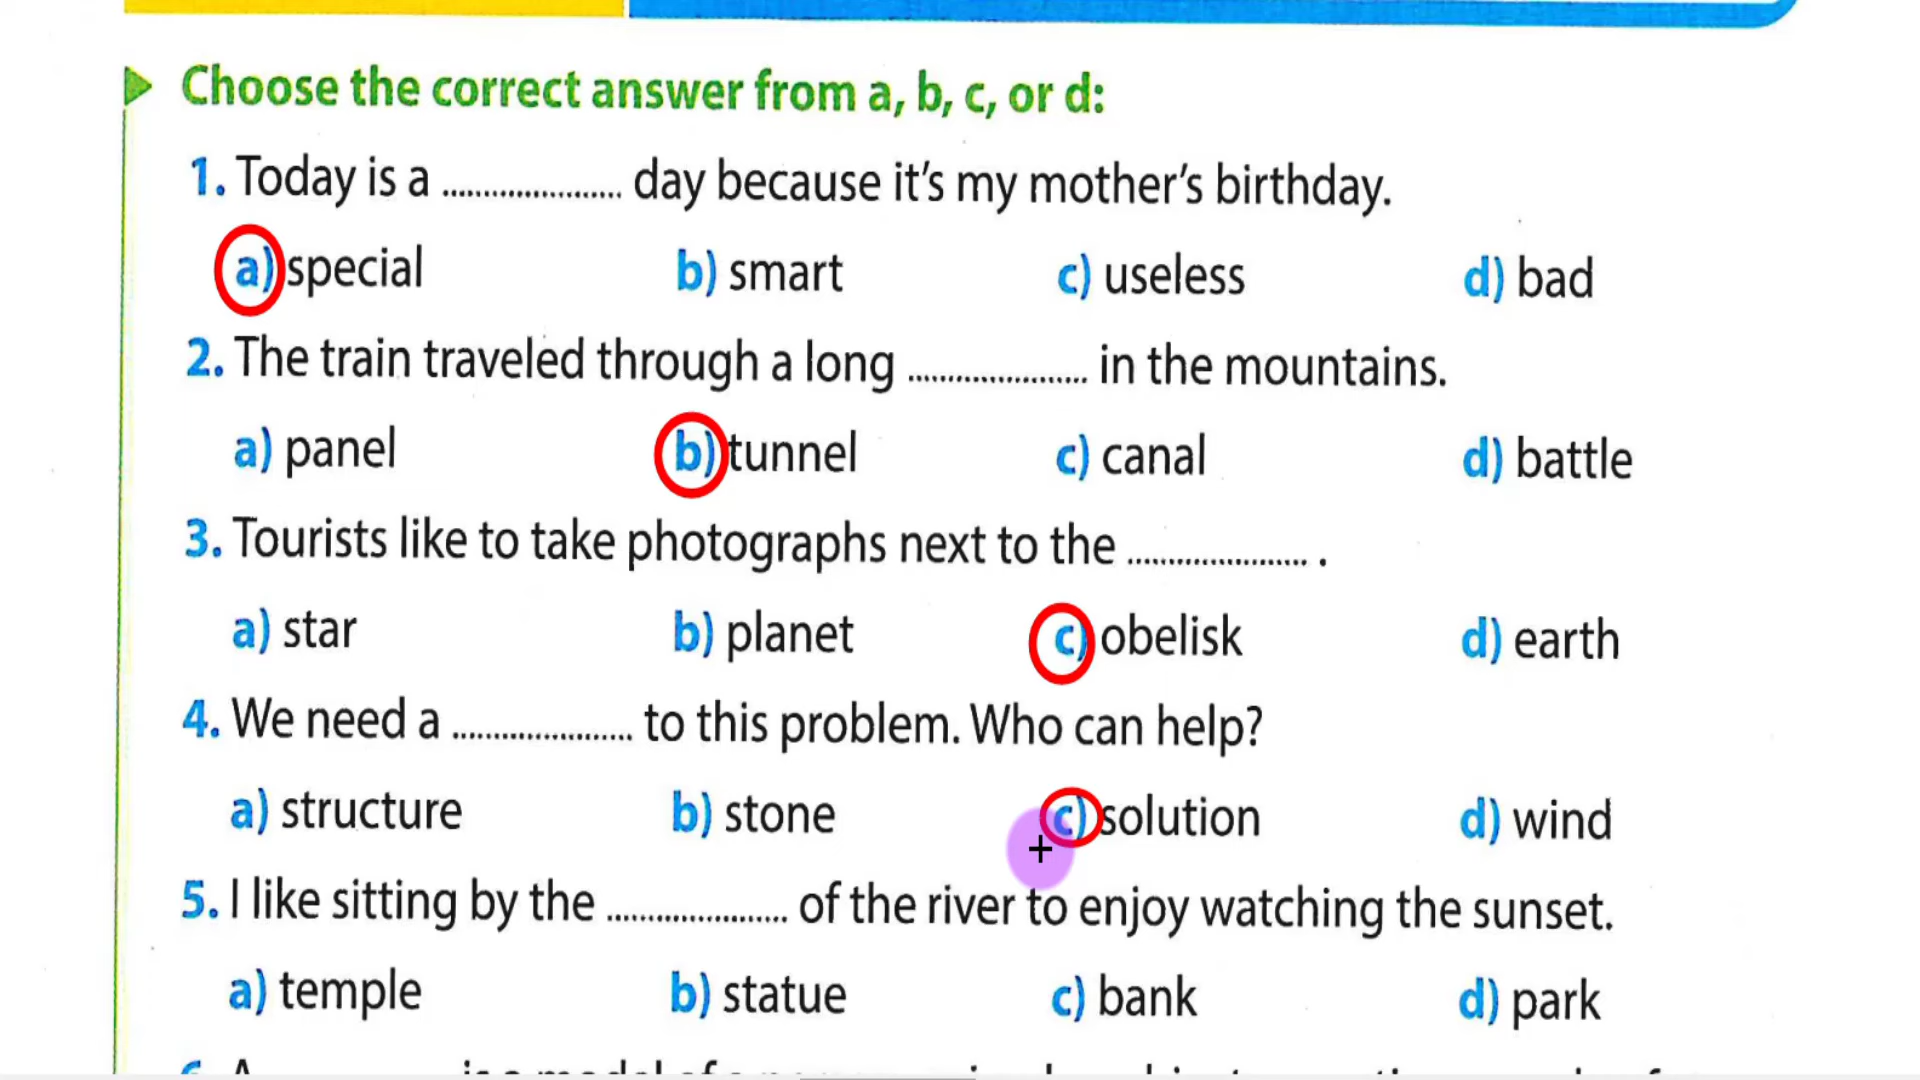 Choose the correct answer from a, b, c, or d:
1. Today is a ...................... day because it's my mother's birthday.
a) special b) smart c) useless d) bad
2. The train traveled through a long ...................... in the mountains.
a) panel b) tunnel c) canal d) battle
3. Tourists like to take photographs next to the ...................... .
a) star b) planet c) obelisk d) earth
4. We need a ...................... to this problem. Who can help?
a) structure b) stone c) solution d) wind
5. I like sitting by the ...................... of the river to enjoy watching the sunset.
a) temple b) statue c) bank d) park